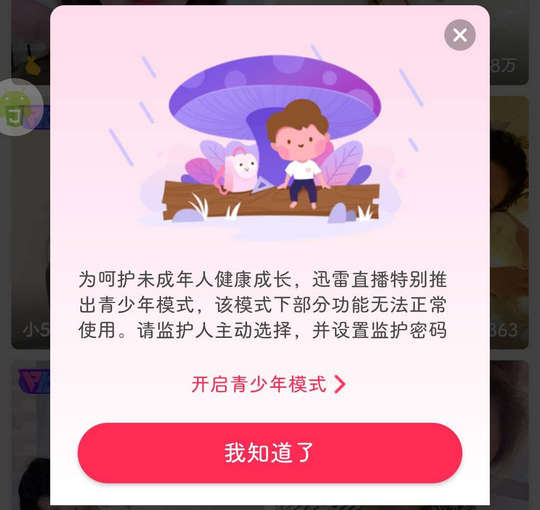 8万
为呵护未成年人健康成长，迅雷直播特别推
出青少年模式，该模式下部分功能无法正常
使用。请监护人主动选择，并设置监护密码
小5
363
开启青少年模式
我知道了